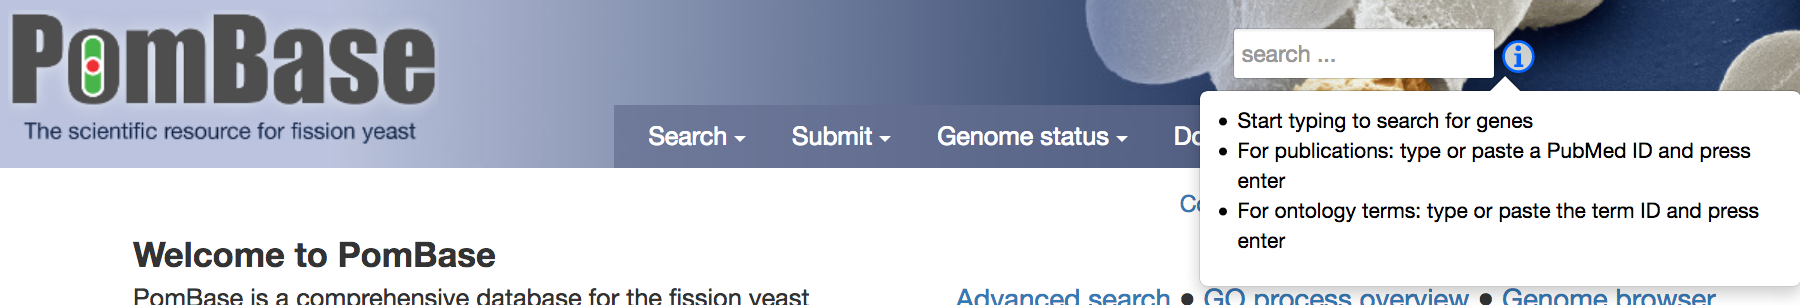 PomBase
The scientific resource for fission yeast
search ...
Search
Submit
Genome status
Start typing to search for genes
For publications: type or paste a PubMed ID and press
enter
For ontology terms: type or paste the term ID and press
enter
Welcome to PomBase
PomBase is a comprehensive database for the fission yeast
Advanced search ● GO process overview ● Genome browser